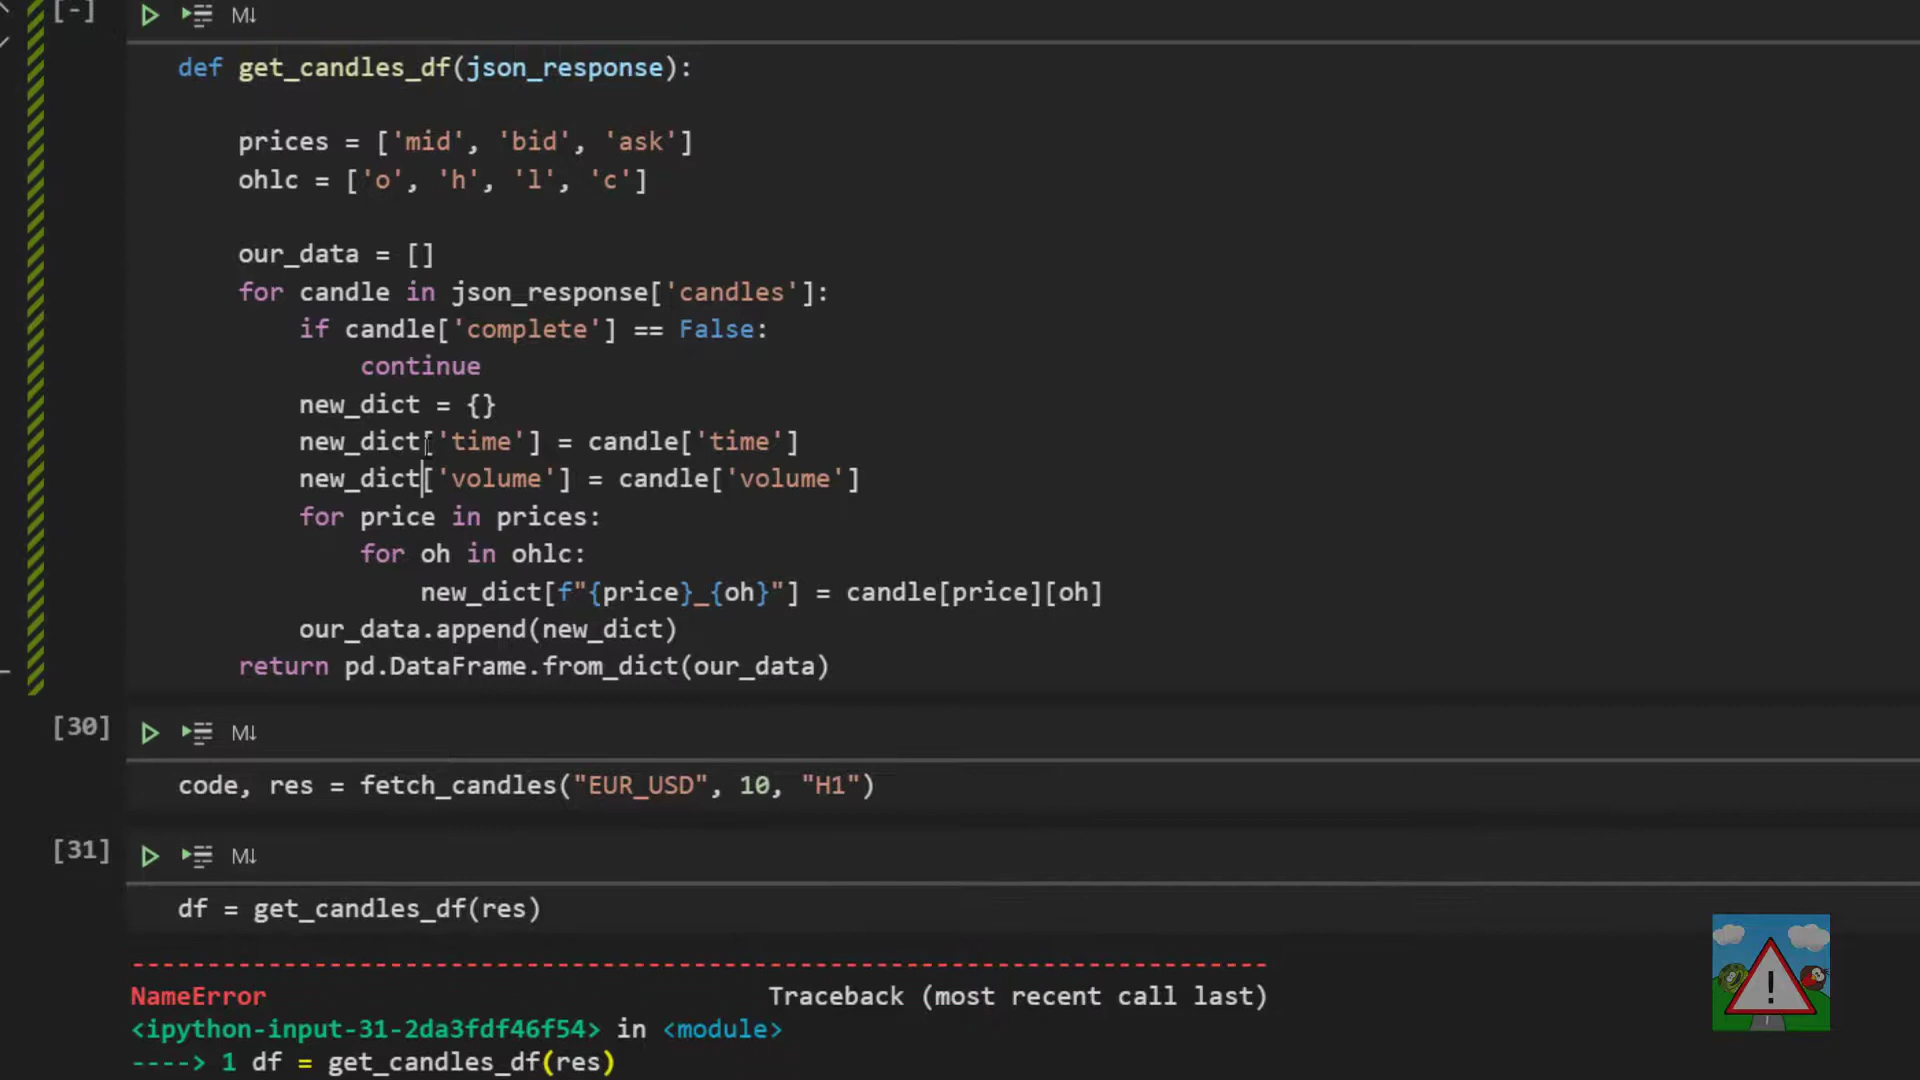 [-] M↓
def get_candles_df(json_response):
prices = ['mid', 'bid', 'ask']
ohlc = ['o', 'h', 'l', 'c']
our_data = []
for candle in json_response['candles']:
if candle['complete'] == False:
continue
new_dict = {}
new_dict['time'] = candle['time']
new_dict['volume'] = candle['volume']
for price in prices:
for oh in ohlc:
new_dict[f"{price}_{oh}"] = candle[price][oh]
our_data.append(new_dict)
return pd.DataFrame.from_dict(our_data)
[30] M↓
code, res = fetch_candles("EUR_USD", 10, "H1")
[31] M↓
df = get_candles_df(res)
---------------------------------------------------------------------------
NameError Traceback (most recent call last)
<ipython-input-31-2da3fdf46f54> in <module>
----> 1 df = get_candles_df(res)
!